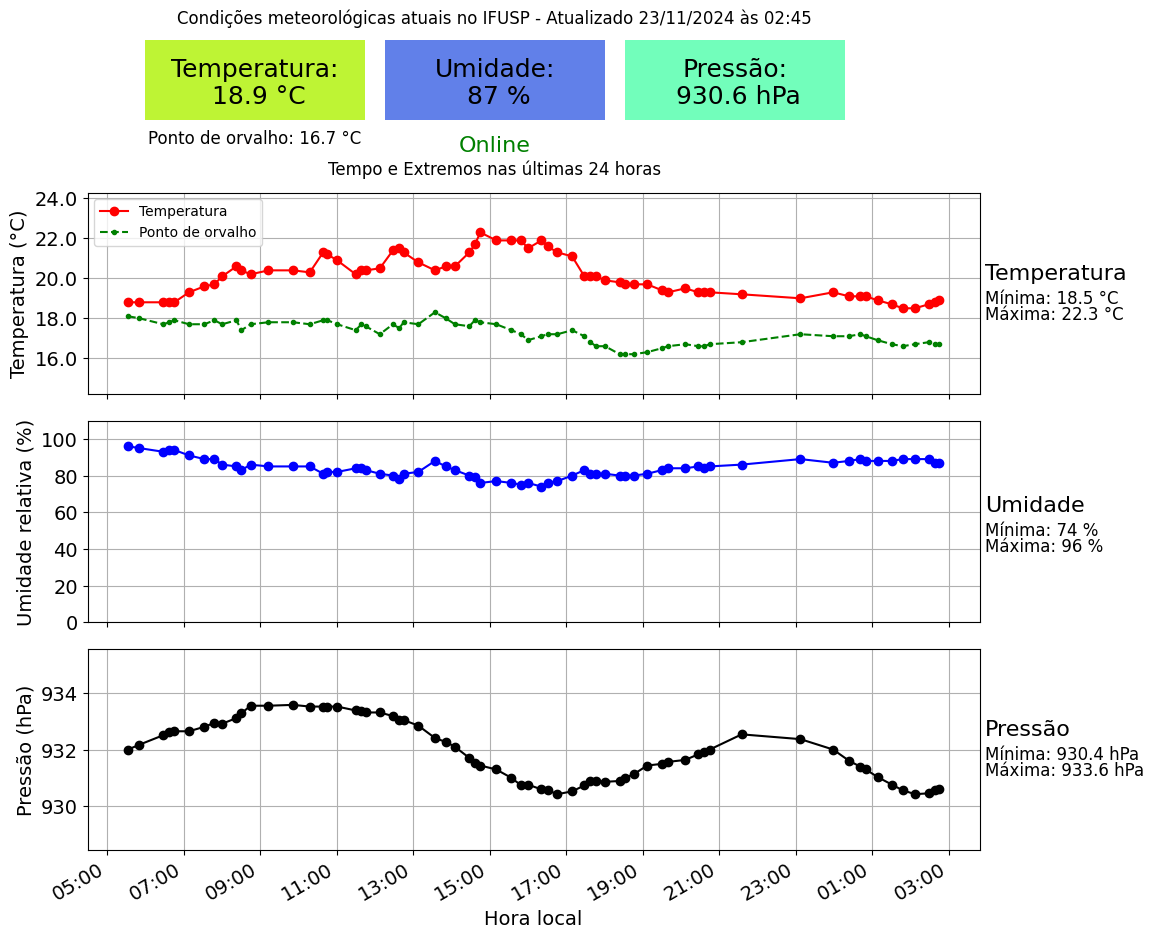 Condições meteorológicas atuais no IFUSP - Atualizado 23/11/2024 às 02:45
Temperatura:
18.9 °C
Umidade:
87 %
Pressão:
930.6 hPa
Ponto de orvalho: 16.7 °C
Online
Tempo e Extremos nas últimas 24 horas
Temperatura (°C)
24.0
22.0
20.0
18.0
16.0
Temperatura
Ponto de orvalho
Temperatura
Mínima: 18.5 °C
Máxima: 22.3 °C
Umidade relativa (%)
100
80
60
40
20
0
Umidade
Mínima: 74 %
Máxima: 96 %
Pressão (hPa)
934
932
930
Pressão
Mínima: 930.4 hPa
Máxima: 933.6 hPa
05:00 07:00 09:00 11:00 13:00 15:00 17:00 19:00 21:00 23:00 01:00 03:00
Hora local